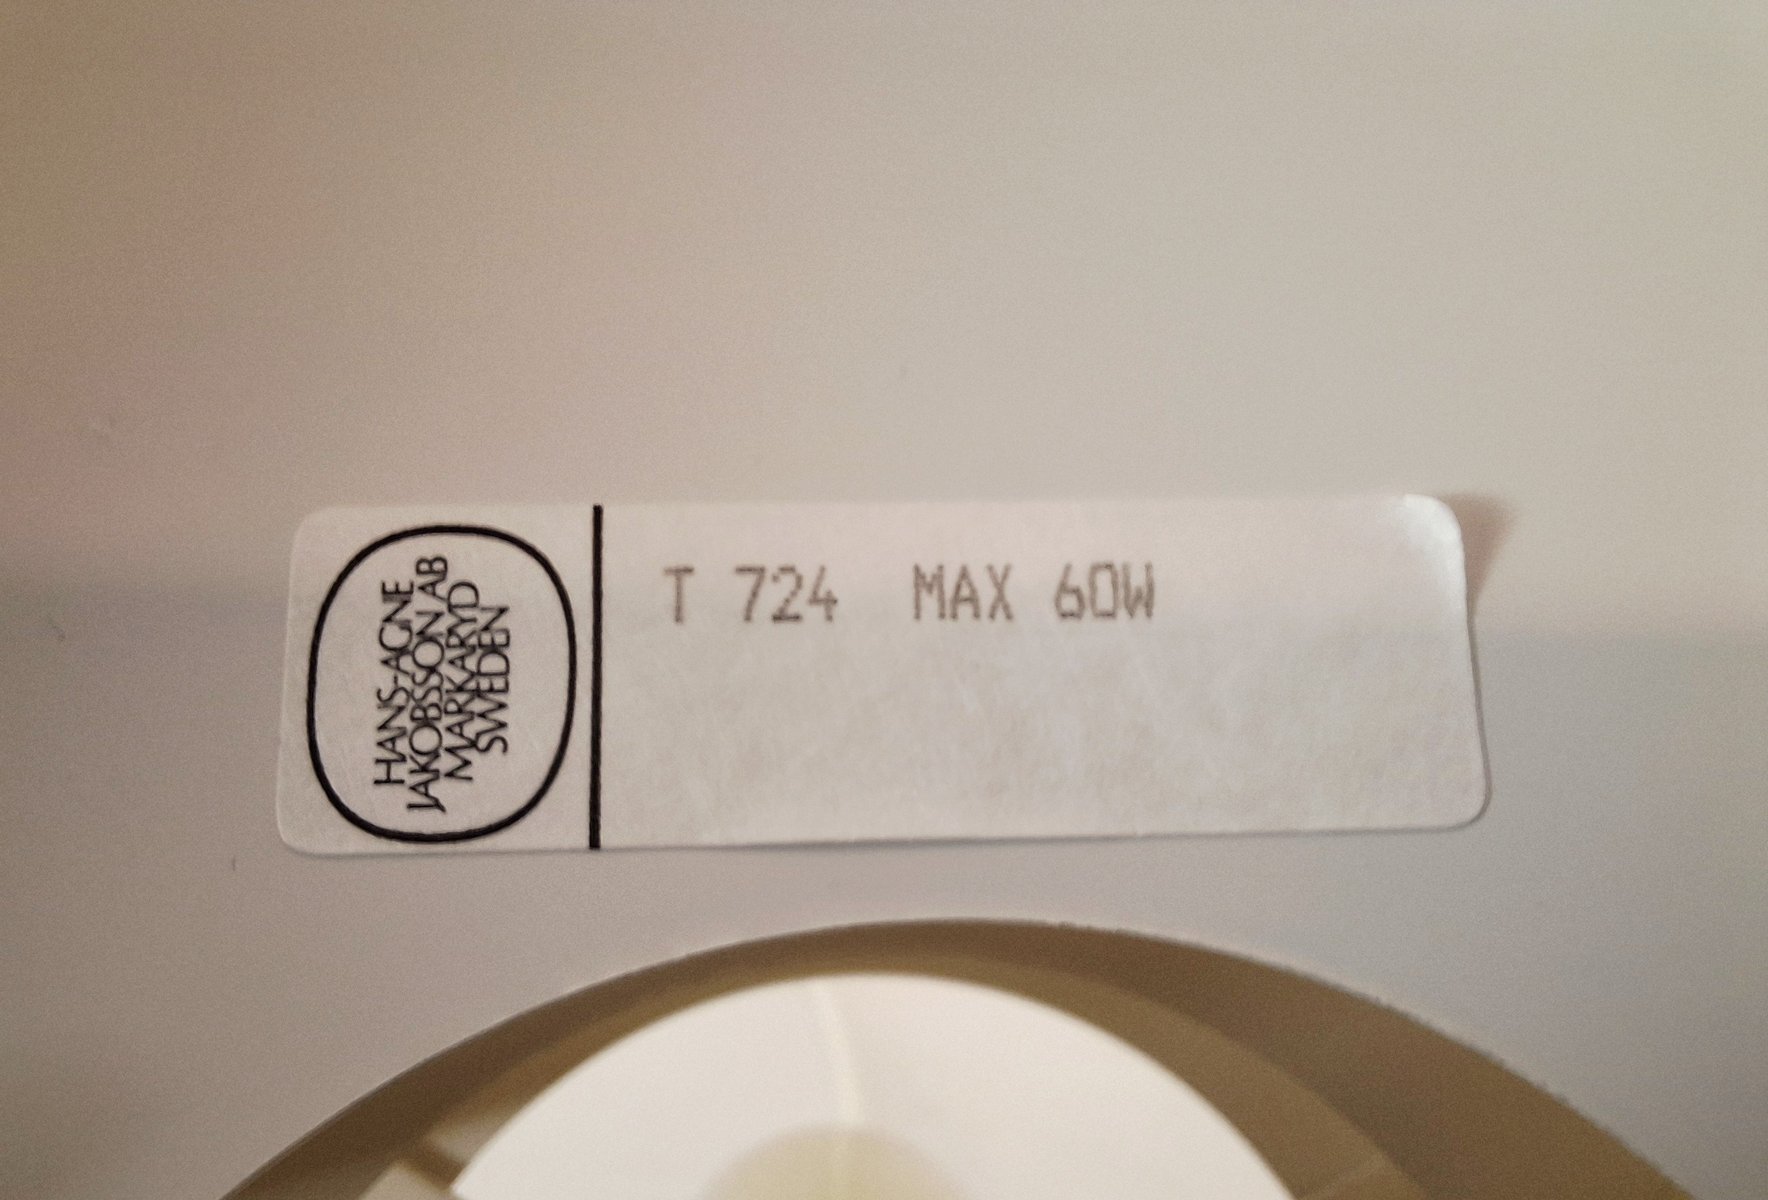 HANS-AGNE
JAKOBSSON AB
MARKARYD
SWEDEN
T 724 MAX 60W